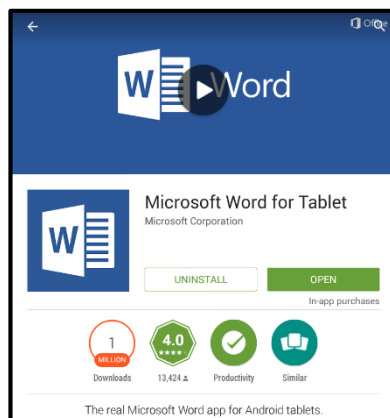 Office
W Word
Microsoft Word for Tablet
Microsoft Corporation
W
UNINSTALL
OPEN
In-app purchases
1
MILLION
4.0
Downloads
13,424
Productivity
Similar
The real Microsoft Word app for Android tablets.